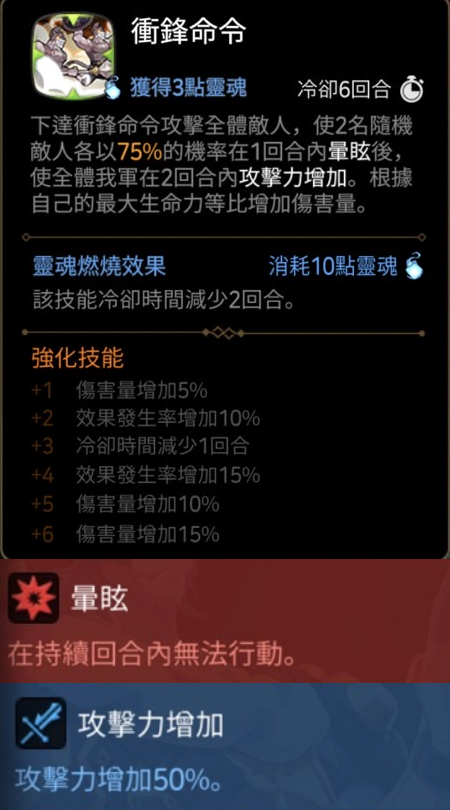 衝鋒命令
獲得3點靈魂 冷卻6回合
下達衝鋒命令攻擊全體敵人，使2名隨機
敵人各以75%的機率在1回合內暈眩後，
使全體我軍在2回合內攻擊力增加。根據
自己的最大生命力等比增加傷害量。
靈魂燃燒效果 消耗10點靈魂
該技能冷卻時間減少2回合。
強化技能
+1 傷害量增加5%
+2 效果發生率增加10%
+3 冷卻時間減少1回合
+4 效果發生率增加15%
+5 傷害量增加10%
+6 傷害量增加15%
暈眩
在持續回合內無法行動。
攻擊力增加
攻擊力增加50%。